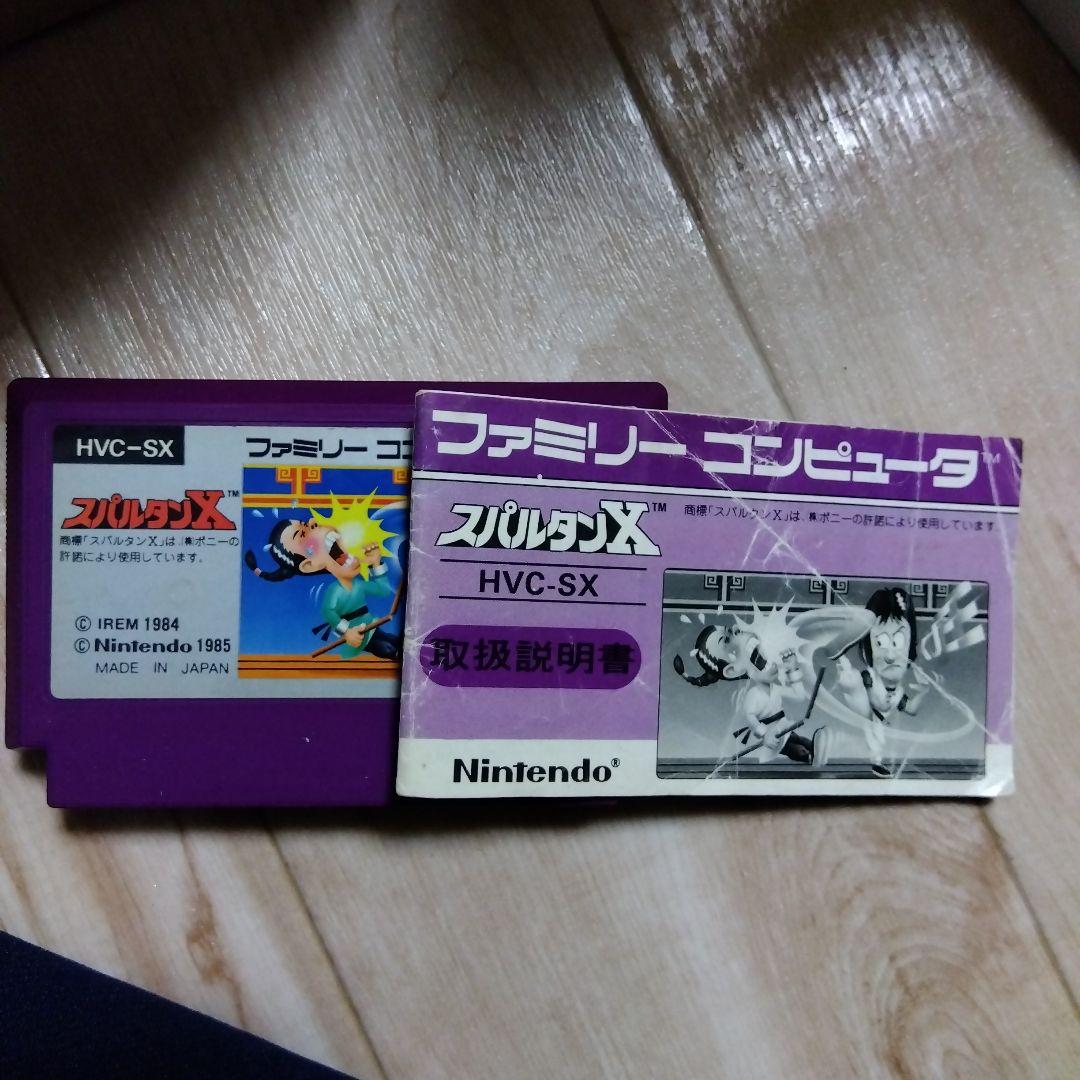 HVC-SX
ファミリー コ
スパルタンX™
商標「スパルタンX」は、㈱ポニーの
許諾により使用しています。
© IREM 1984
© Nintendo 1985
MADE IN JAPAN
ファミリー コンピュータ™
スパルタンX™
商標「スパルタンX」は、㈱ポニーの許諾により使用しています。
HVC-SX
取扱説明書
Nintendo®